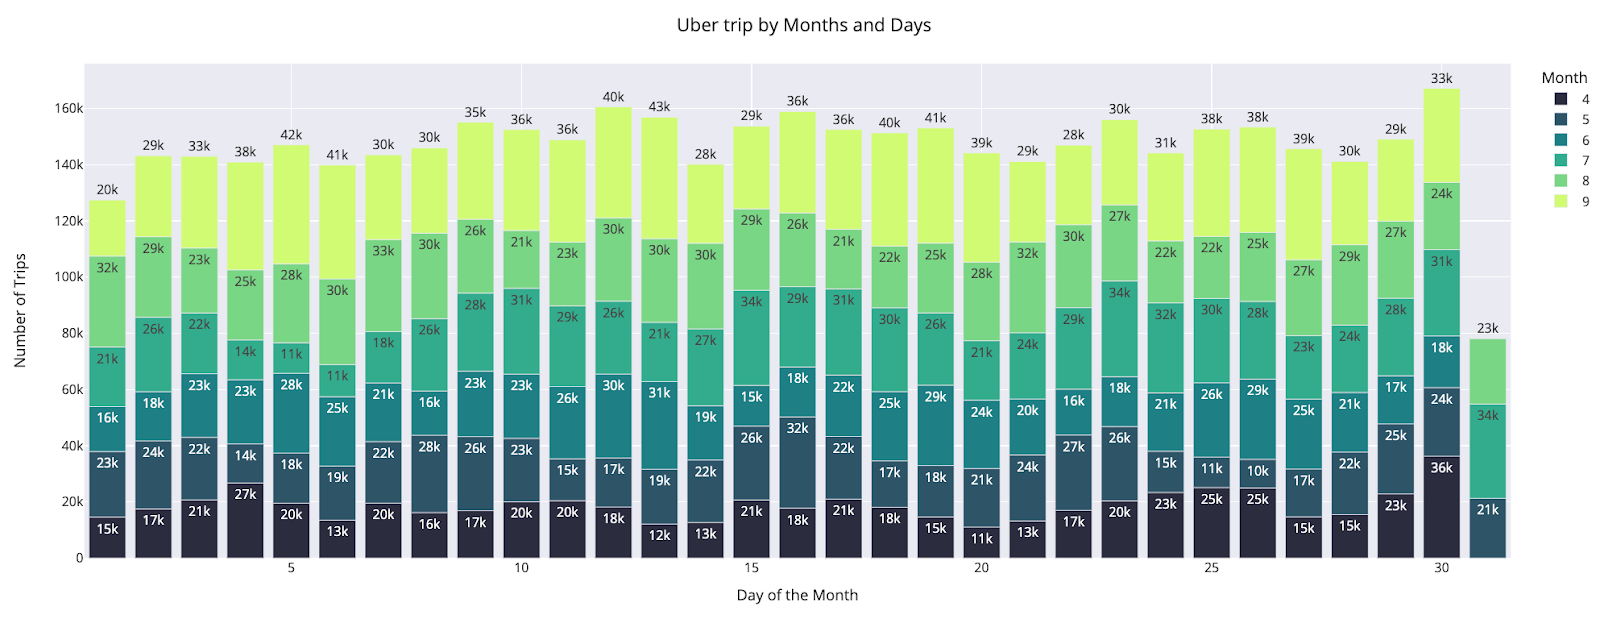 Uber trip by Months and Days
Number of Trips
160k
140k
120k
100k
80k
60k
40k
20k
0
20k 32k 21k 16k 23k 15k
29k 29k 26k 18k 24k 17k
33k 23k 22k 23k 22k 21k
38k 25k 14k 23k 14k 27k
42k 28k 11k 28k 18k 20k
41k 30k 11k 25k 19k 13k
30k 33k 18k 21k 22k 20k
30k 30k 26k 16k 28k 16k
35k 26k 28k 23k 26k 17k
36k 21k 31k 23k 23k 20k
36k 23k 29k 26k 15k 20k
40k 30k 26k 30k 17k 18k
43k 30k 21k 31k 19k 12k
28k 30k 27k 19k 22k 13k
29k 29k 34k 15k 26k 21k
36k 26k 29k 18k 32k 18k
36k 21k 31k 22k 22k 21k
40k 22k 30k 25k 17k 18k
41k 25k 26k 29k 18k 15k
39k 28k 21k 24k 21k 11k
29k 32k 24k 20k 24k 13k
28k 30k 29k 16k 27k 17k
30k 27k 34k 18k 26k 20k
31k 22k 32k 21k 15k 23k
38k 22k 30k 26k 11k 25k
38k 25k 28k 29k 10k 25k
39k 27k 23k 25k 17k 15k
30k 29k 24k 21k 22k 15k
29k 27k 28k 17k 25k 23k
33k 24k 31k 18k 24k 36k
23k 34k 21k
5 10 15 20 25 30
Day of the Month
Month
4
5
6
7
8
9